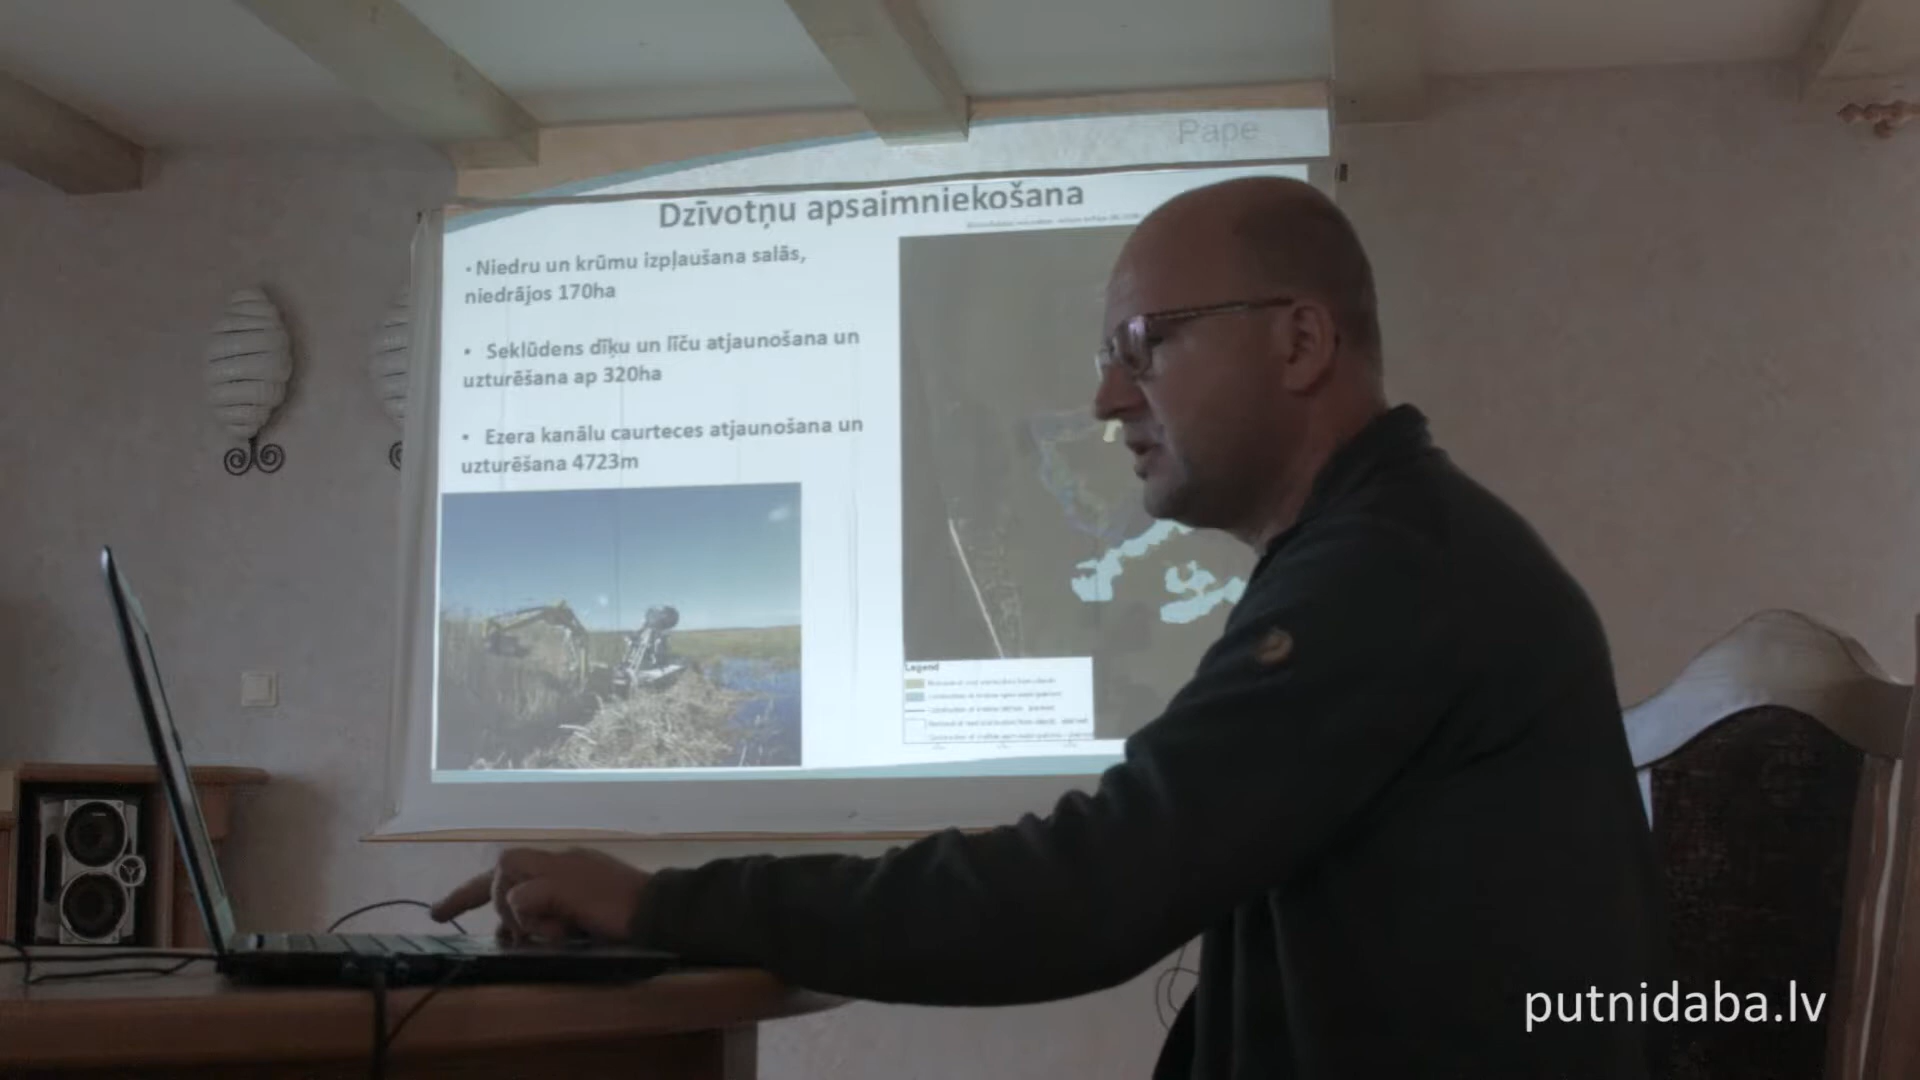 Pape
Dzīvotņu apsaimniekošana
• Niedru un krūmu izpļaušana salās,
niedrājos 170ha
• Seklūdens dīķu un līču atjaunošana un
uzturēšana ap 320ha
• Ezera kanālu caurteces atjaunošana un
uzturēšana 4723m
Legend
putnidaba.lv